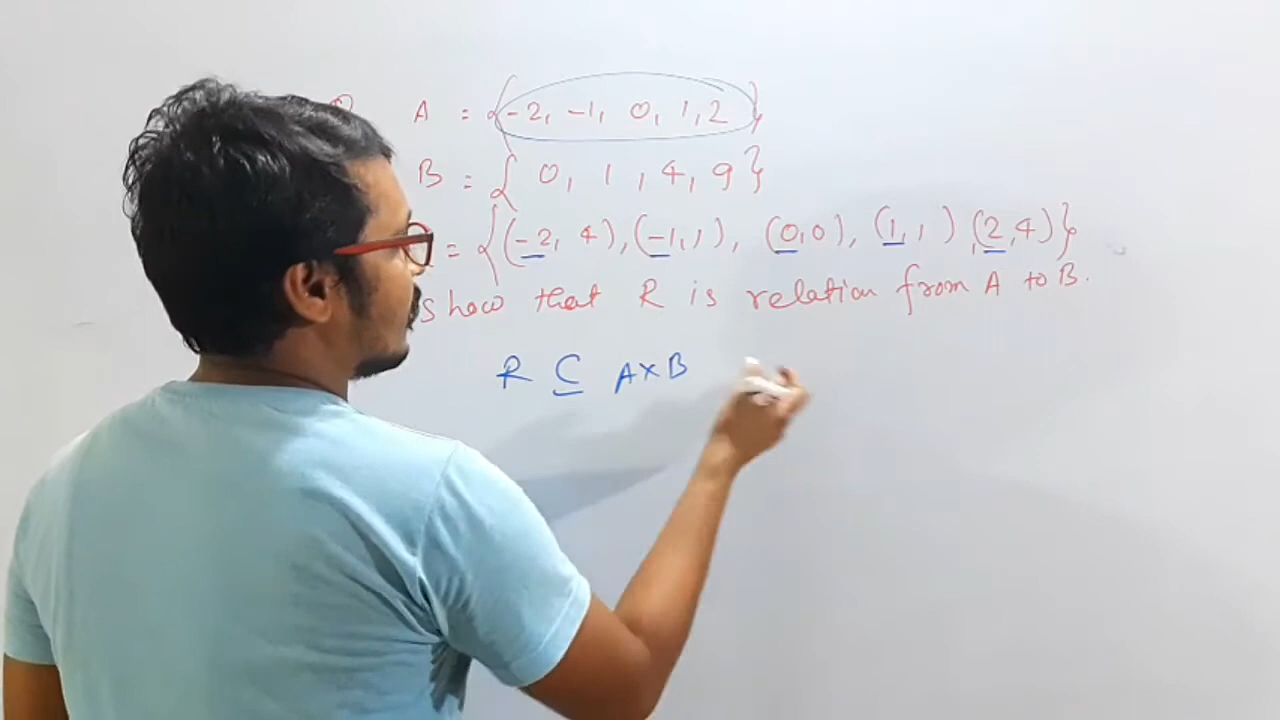 A = {-2, -1, 0, 1, 2},
B = { 0, 1, 4, 9 }
= {(-2, 4), (-1, 1), (0, 0), (1, 1), (2, 4)}
show that R is relation from A to B.
R ⊆ A×B